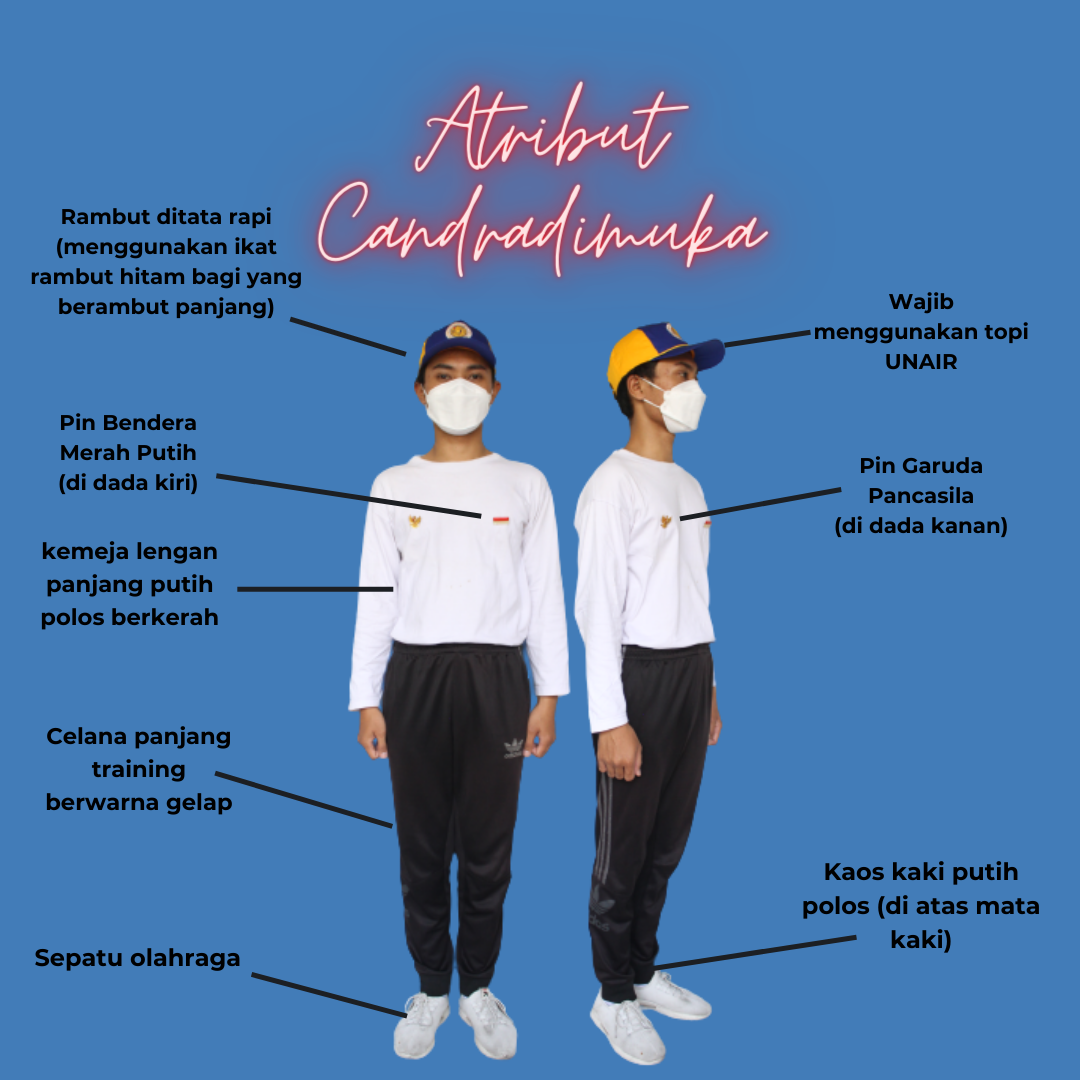 Atribut
Candradimuka
Rambut ditata rapi
(menggunakan ikat
rambut hitam bagi yang
berambut panjang)
Wajib
menggunakan topi
UNAIR
Pin Bendera
Merah Putih
(di dada kiri)
Pin Garuda
Pancasila
(di dada kanan)
kemeja lengan
panjang putih
polos berkerah
Celana panjang
training
berwarna gelap
Kaos kaki putih
polos (di atas mata
kaki)
Sepatu olahraga
adidas